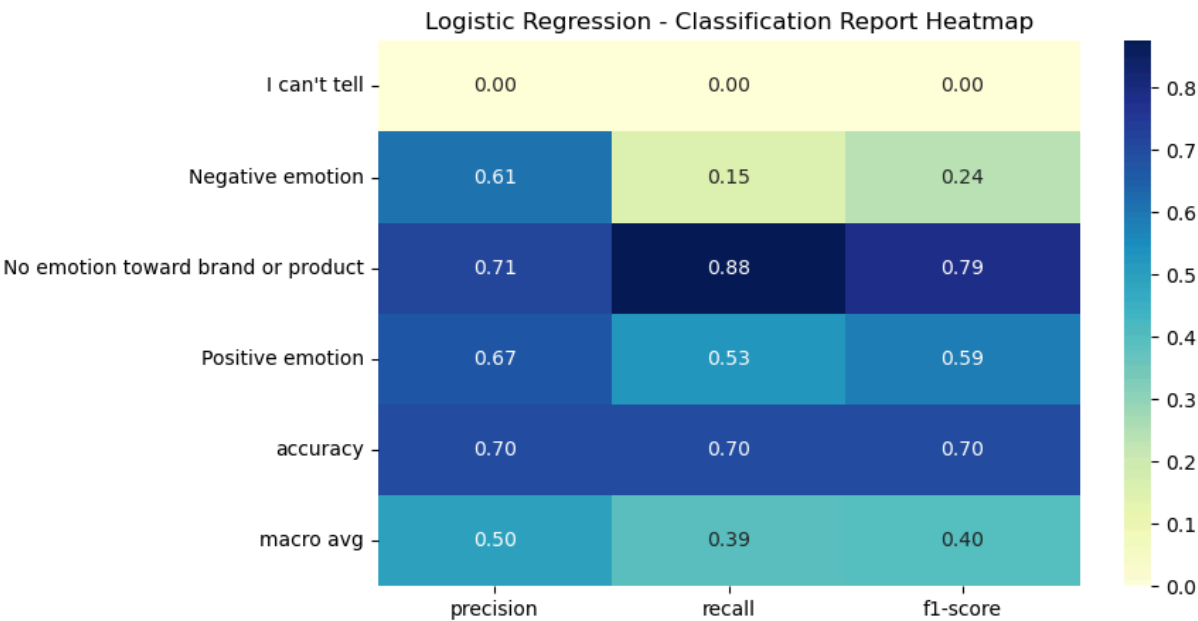 Logistic Regression - Classification Report Heatmap
I can't tell 0.00 0.00 0.00
Negative emotion 0.61 0.15 0.24
No emotion toward brand or product 0.71 0.88 0.79
Positive emotion 0.67 0.53 0.59
accuracy 0.70 0.70 0.70
macro avg 0.50 0.39 0.40
precision recall f1-score
0.8
0.7
0.6
0.5
0.4
0.3
0.2
0.1
0.0